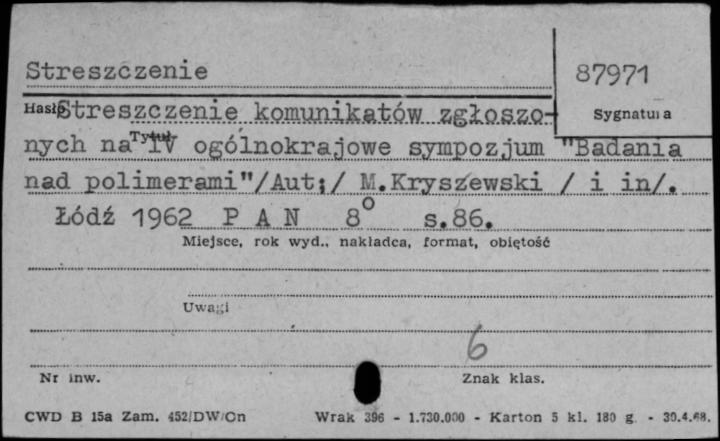 Streszczenie
87971
Hasło
Sygnatura
Streszczenie komunikatów zgłoszo-
Tytuł
nych na IV ogólnokrajowe sympozjum "Badania
nad polimerami"/Aut:/ M.Kryszewski / i in/.
Łódź 1962 P A N 8° s.86.
Miejsce, rok wyd., nakładca, format, objętość
Uwagi
6
Nr inw.
Znak klas.
CWD B 15a Zam. 452/DW/Cn Wrak 396 - 1.730.000 - Karton 5 kl. 180 g - 30.4.68.